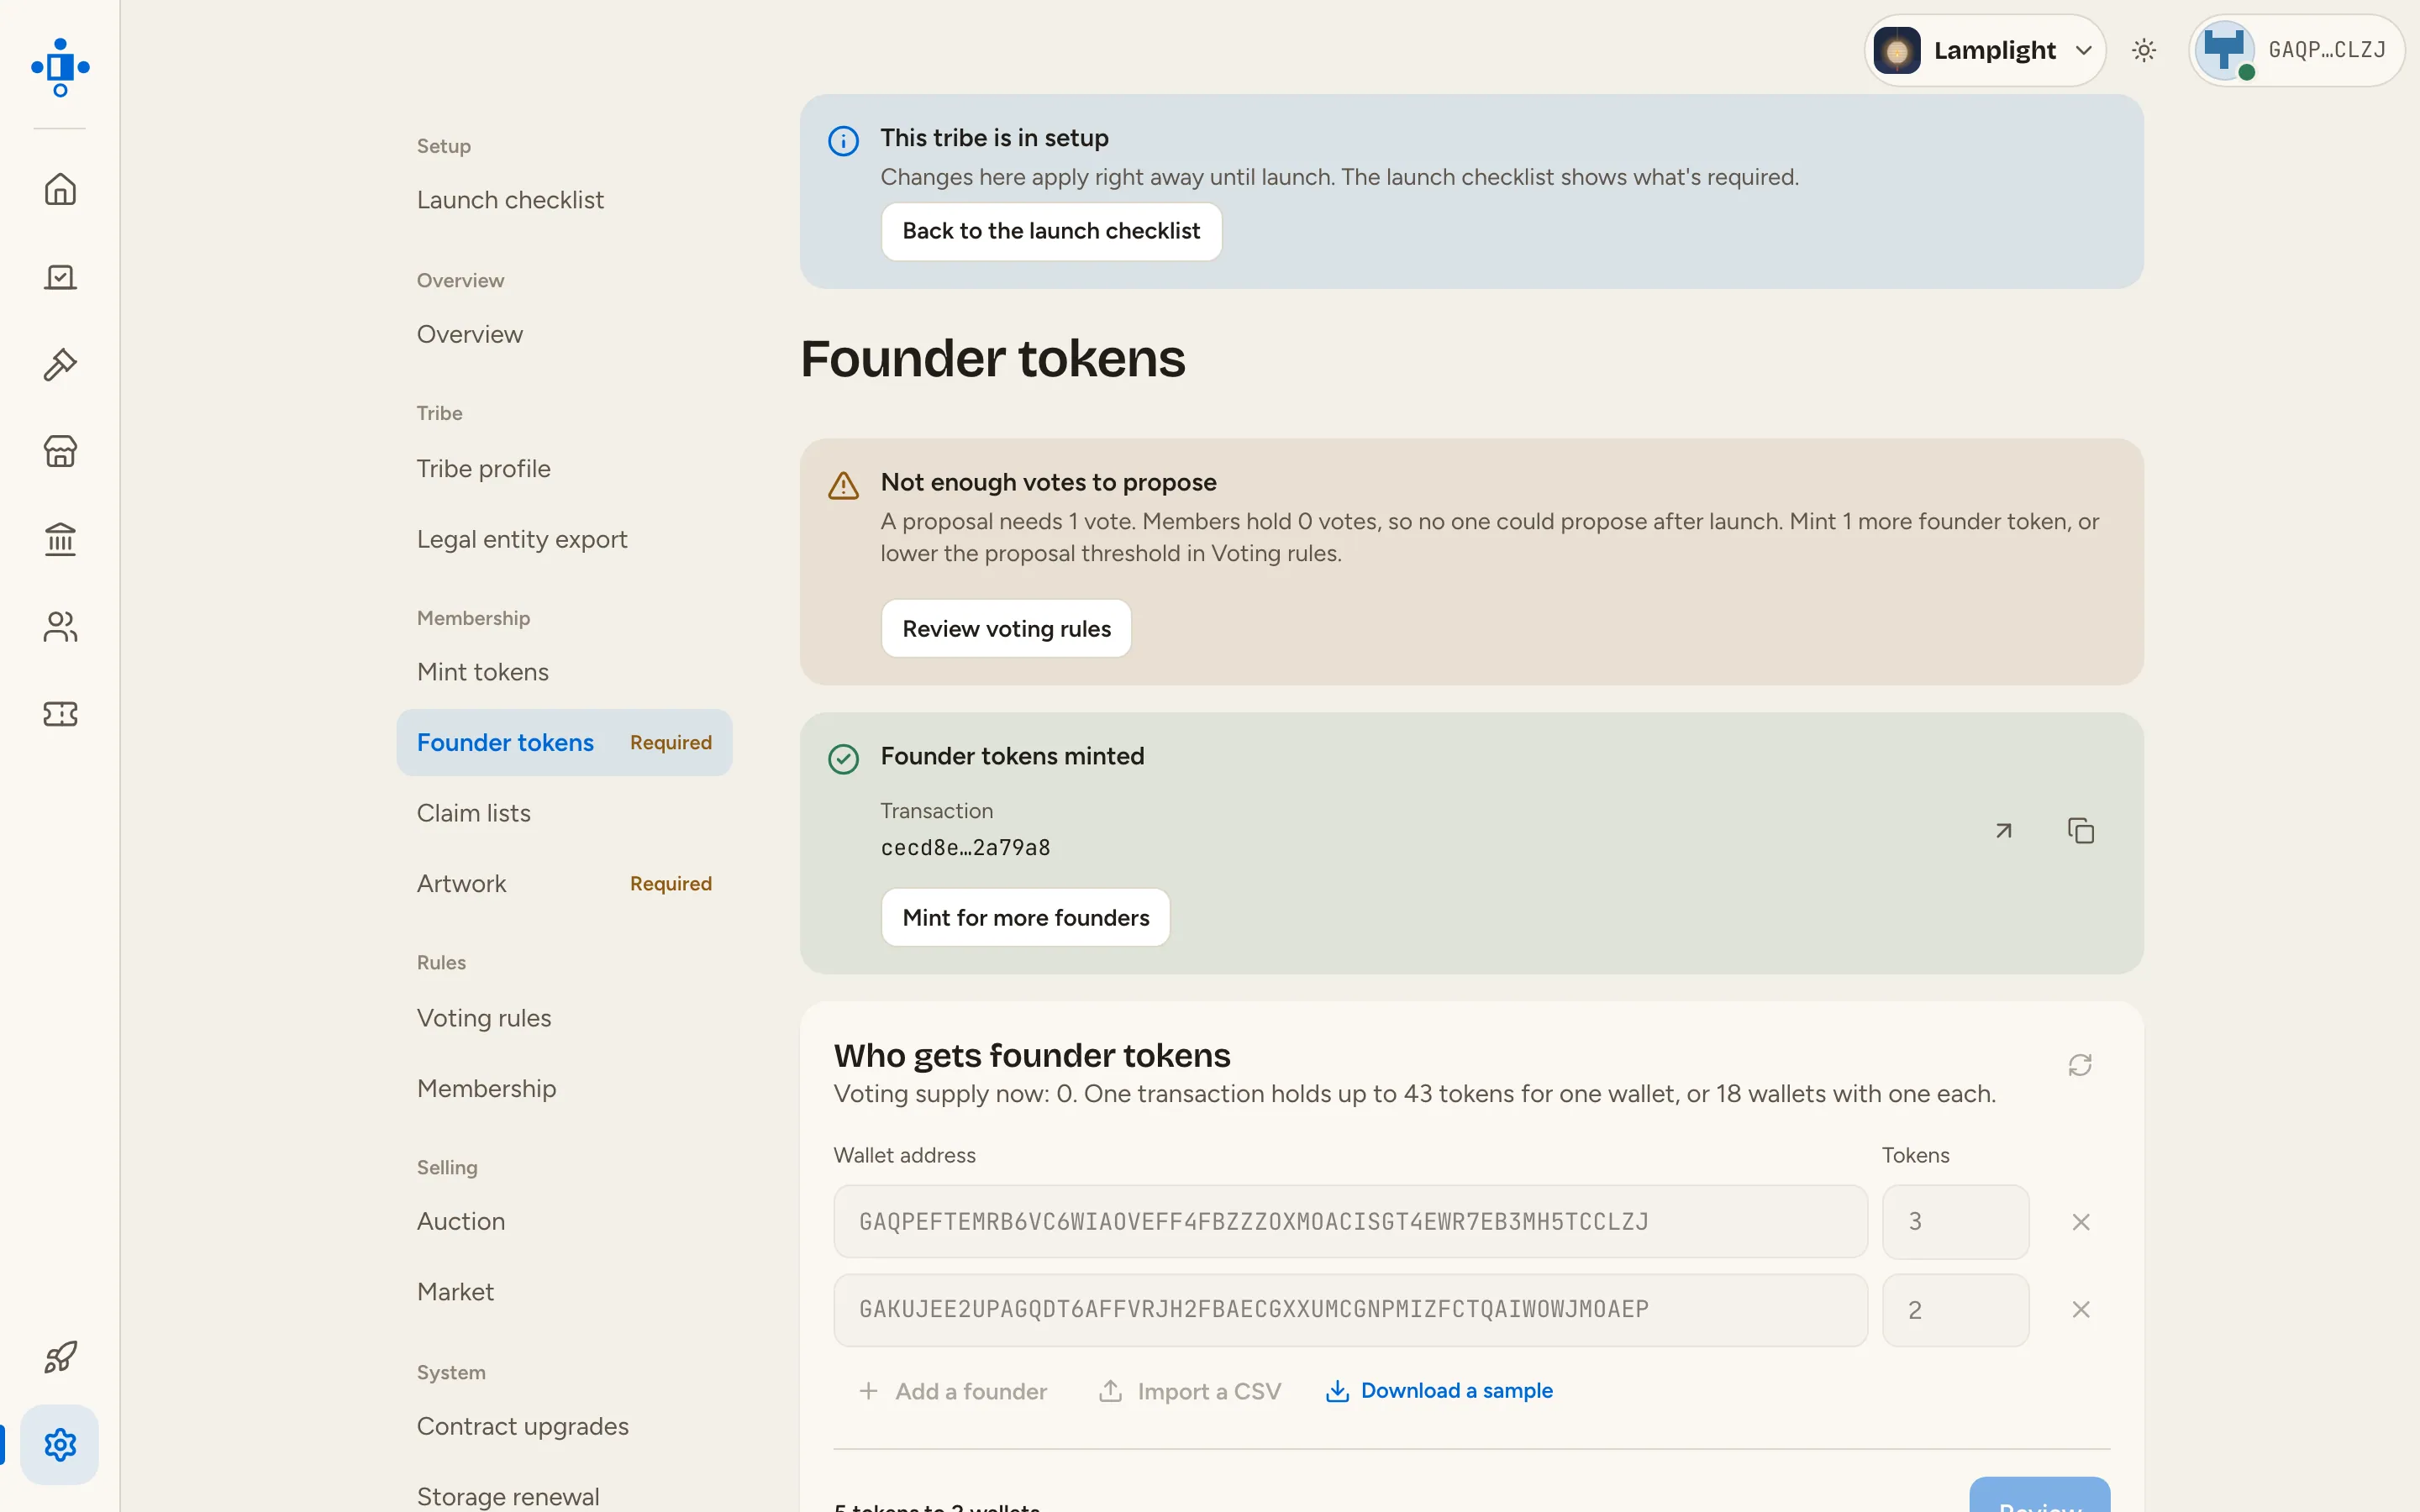 Lamplight
GAQP…CLZJ
Setup
Launch checklist
Overview
Overview
Tribe
Tribe profile
Legal entity export
Membership
Mint tokens
Founder tokens Required
Claim lists
Artwork Required
Rules
Voting rules
Membership
Selling
Auction
Market
System
Contract upgrades
Storage renewal
This tribe is in setup
Changes here apply right away until launch. The launch checklist shows what's required.
Back to the launch checklist
Founder tokens
Not enough votes to propose
A proposal needs 1 vote. Members hold 0 votes, so no one could propose after launch. Mint 1 more founder token, or
lower the proposal threshold in Voting rules.
Review voting rules
Founder tokens minted
Transaction
cecd8e…2a79a8
Mint for more founders
Who gets founder tokens
Voting supply now: 0. One transaction holds up to 43 tokens for one wallet, or 18 wallets with one each.
Wallet address Tokens
GAQPEFTEMRB6VC6WIAOVEFF4FBZZZOXMOACISGT4EWR7EB3MH5TCCLZJ 3
GAKUJEE2UPAGQDT6AFFVRJH2FBAECGXXUMCGNPMIZFCTQAIWOWJMOAEP 2
Add a founder Import a CSV Download a sample
5 tokens to 2 wallets
Review